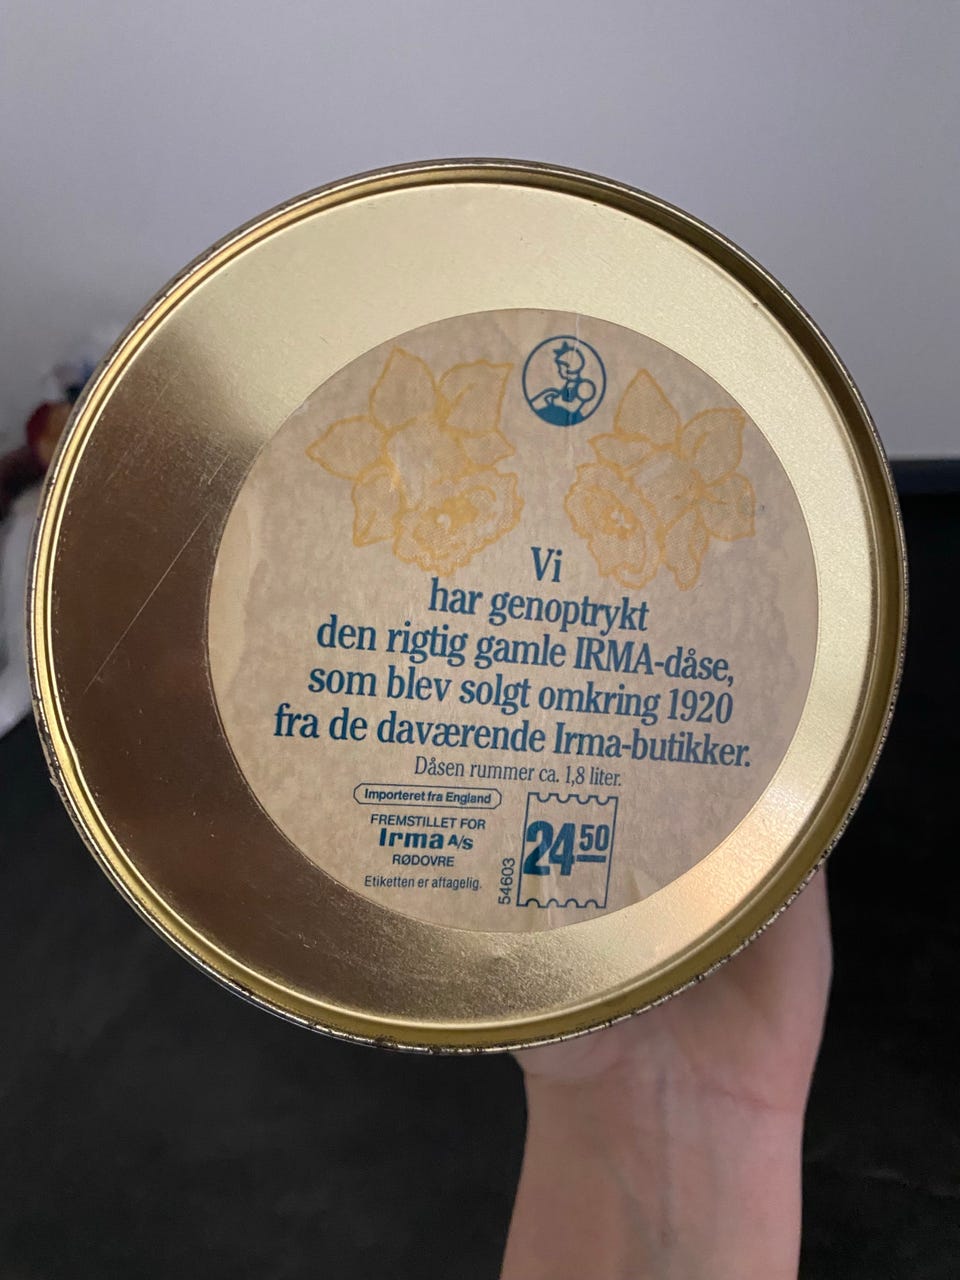 Vi
har genoptrykt
den rigtig gamle IRMA-dåse,
som blev solgt omkring 1920
fra de daværende Irma-butikker.
Dåsen rummer ca. 1,8 liter.
Importeret fra England
FREMSTILLET FOR
Irma A/s
RØDOVRE
Etiketten er aftagelig.
54603
24 50